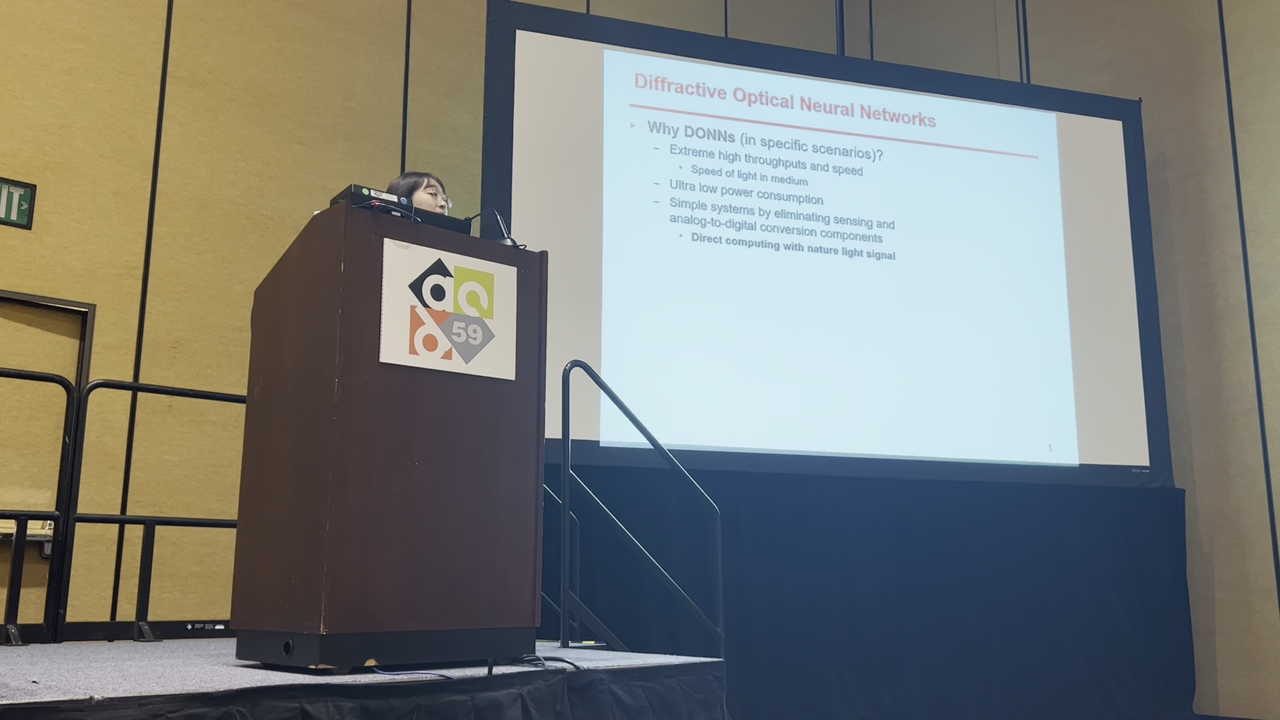 Diffractive Optical Neural Networks
Why DONNs (in specific scenarios)?
– Extreme high throughputs and speed
• Speed of light in medium
– Ultra low power consumption
– Simple systems by eliminating sensing and
analog-to-digital conversion components
• Direct computing with nature light signal
3
IT
da
c
59